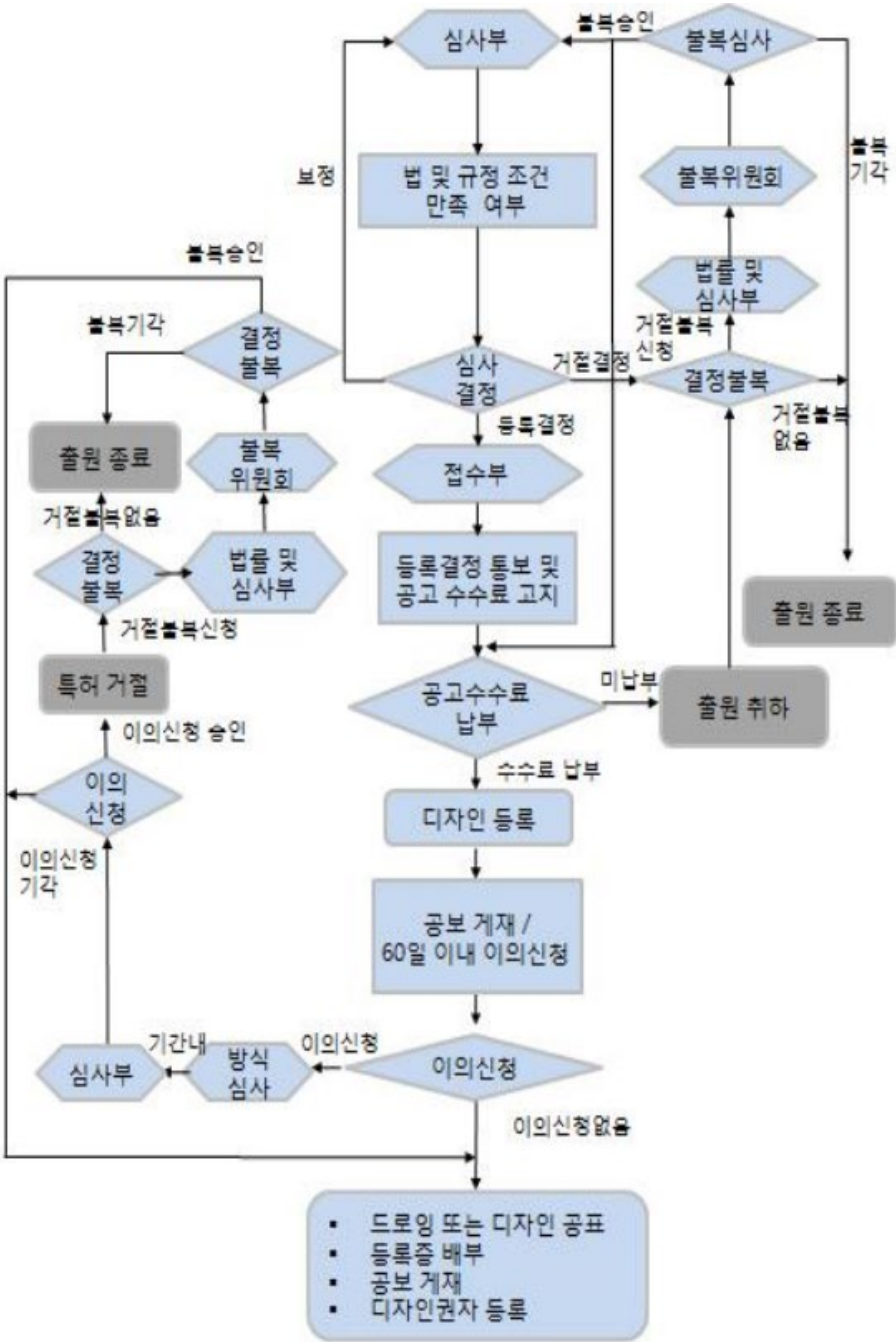 심사부
불복승인
불복심사
보정
법 및 규정 조건
만족 여부
불복위원회
불복
기각
불복승인
법률 및
심사부
불복기각
결정
불복
거절불복
신청
심사
결정
거절결정
결정불복
거절불복
없음
등록결정
출원 종료
불복
위원회
접수부
거절불복없음
결정
불복
법률 및
심사부
등록결정 통보 및
공고 수수료 고지
출원 종료
거절불복신청
특허 거절
공고수수료
납부
미납부
출원 취하
이의신청 승인
수수료 납부
이의
신청
디자인 등록
이의신청
기각
공보 게재 /
60일 이내 이의신청
기간내
이의신청
심사부
방식
심사
이의신청
이의신청없음
▪ 드로잉 또는 디자인 공표
▪ 등록증 배부
▪ 공보 게재
▪ 디자인권자 등록